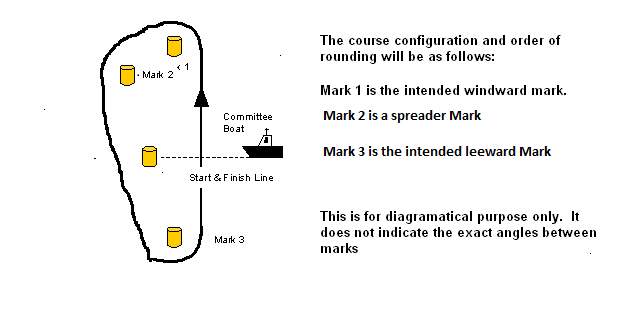 The course configuration and order of
rounding will be as follows:
Mark 1 is the intended windward mark.
Mark 2 is a spreader Mark
Mark 3 is the intended leeward Mark
This is for diagramatical purpose only. It
does not indicate the exact angles between
marks
< 1
Mark 2
Committee
Boat
Start & Finish Line
Mark 3